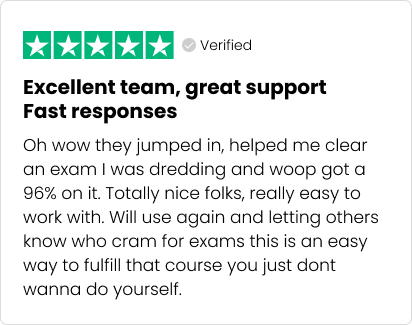 Verified
Excellent team, great support
Fast responses
Oh wow they jumped in, helped me clear
an exam I was dredding and woop got a
96% on it. Totally nice folks, really easy to
work with. Will use again and letting others
know who cram for exams this is an easy
way to fulfill that course you just dont
wanna do yourself.